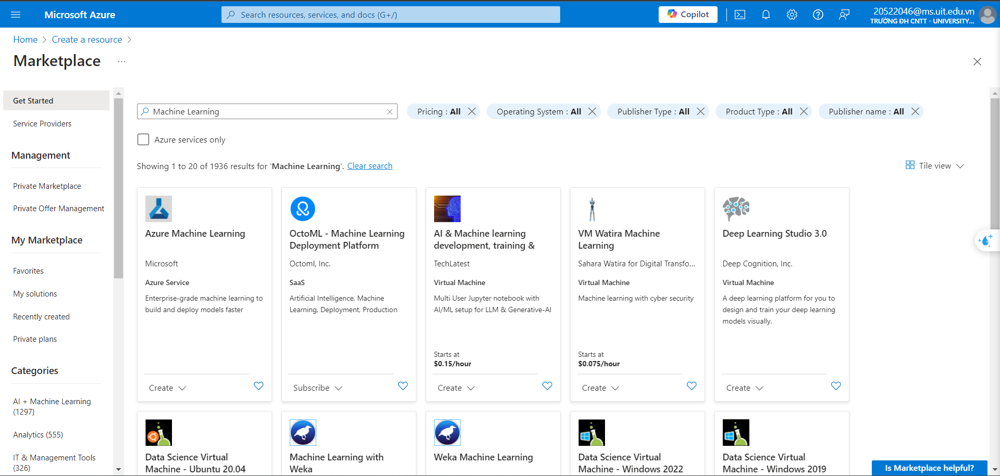 Microsoft Azure
Search resources, services, and docs (G+/)
Copilot
20522046@ms.uit.edu.vn
TRƯỜNG ĐH CNTT - UNIVERSITY...
Home
Create a resource
Marketplace
...
Get Started
Service Providers
Management
Private Marketplace
Private Offer Management
My Marketplace
Favorites
My solutions
Recently created
Private plans
Categories
AI + Machine Learning
(1297)
Analytics (555)
IT & Management Tools
(326)
Machine Learning
Pricing : All
Operating System : All
Publisher Type : All
Product Type : All
Publisher name : All
Azure services only
Showing 1 to 20 of 1936 results for 'Machine Learning'. Clear search
Tile view
Azure Machine Learning
Microsoft
Azure Service
Enterprise-grade machine learning to
build and deploy models faster
Create
OctoML - Machine Learning
Deployment Platform
Octoml, Inc.
SaaS
Artificial Intelligence, Machine
Learning, Deployment, Production
Subscribe
AI & Machine learning
development, training &
TechLatest
Virtual Machine
Multi User Jupyter notebook with
AI/ML setup for LLM & Generative-AI
Starts at
$0.15/hour
Create
VM Watira Machine
Learning
Sahara Watira for Digital Transfo...
Virtual Machine
Machine learning with cyber security
Starts at
$0.075/hour
Create
Deep Learning Studio 3.0
Deep Cognition, Inc.
Virtual Machine
A deep learning platform for you to
design and train your deep learning
models visually.
Create
Data Science Virtual
Machine - Ubuntu 20.04
Machine Learning with
Weka
Weka Machine Learning
Data Science Virtual
Machine - Windows 2022
Data Science Virtual
Machine - Windows 2019
Is Marketplace helpful?